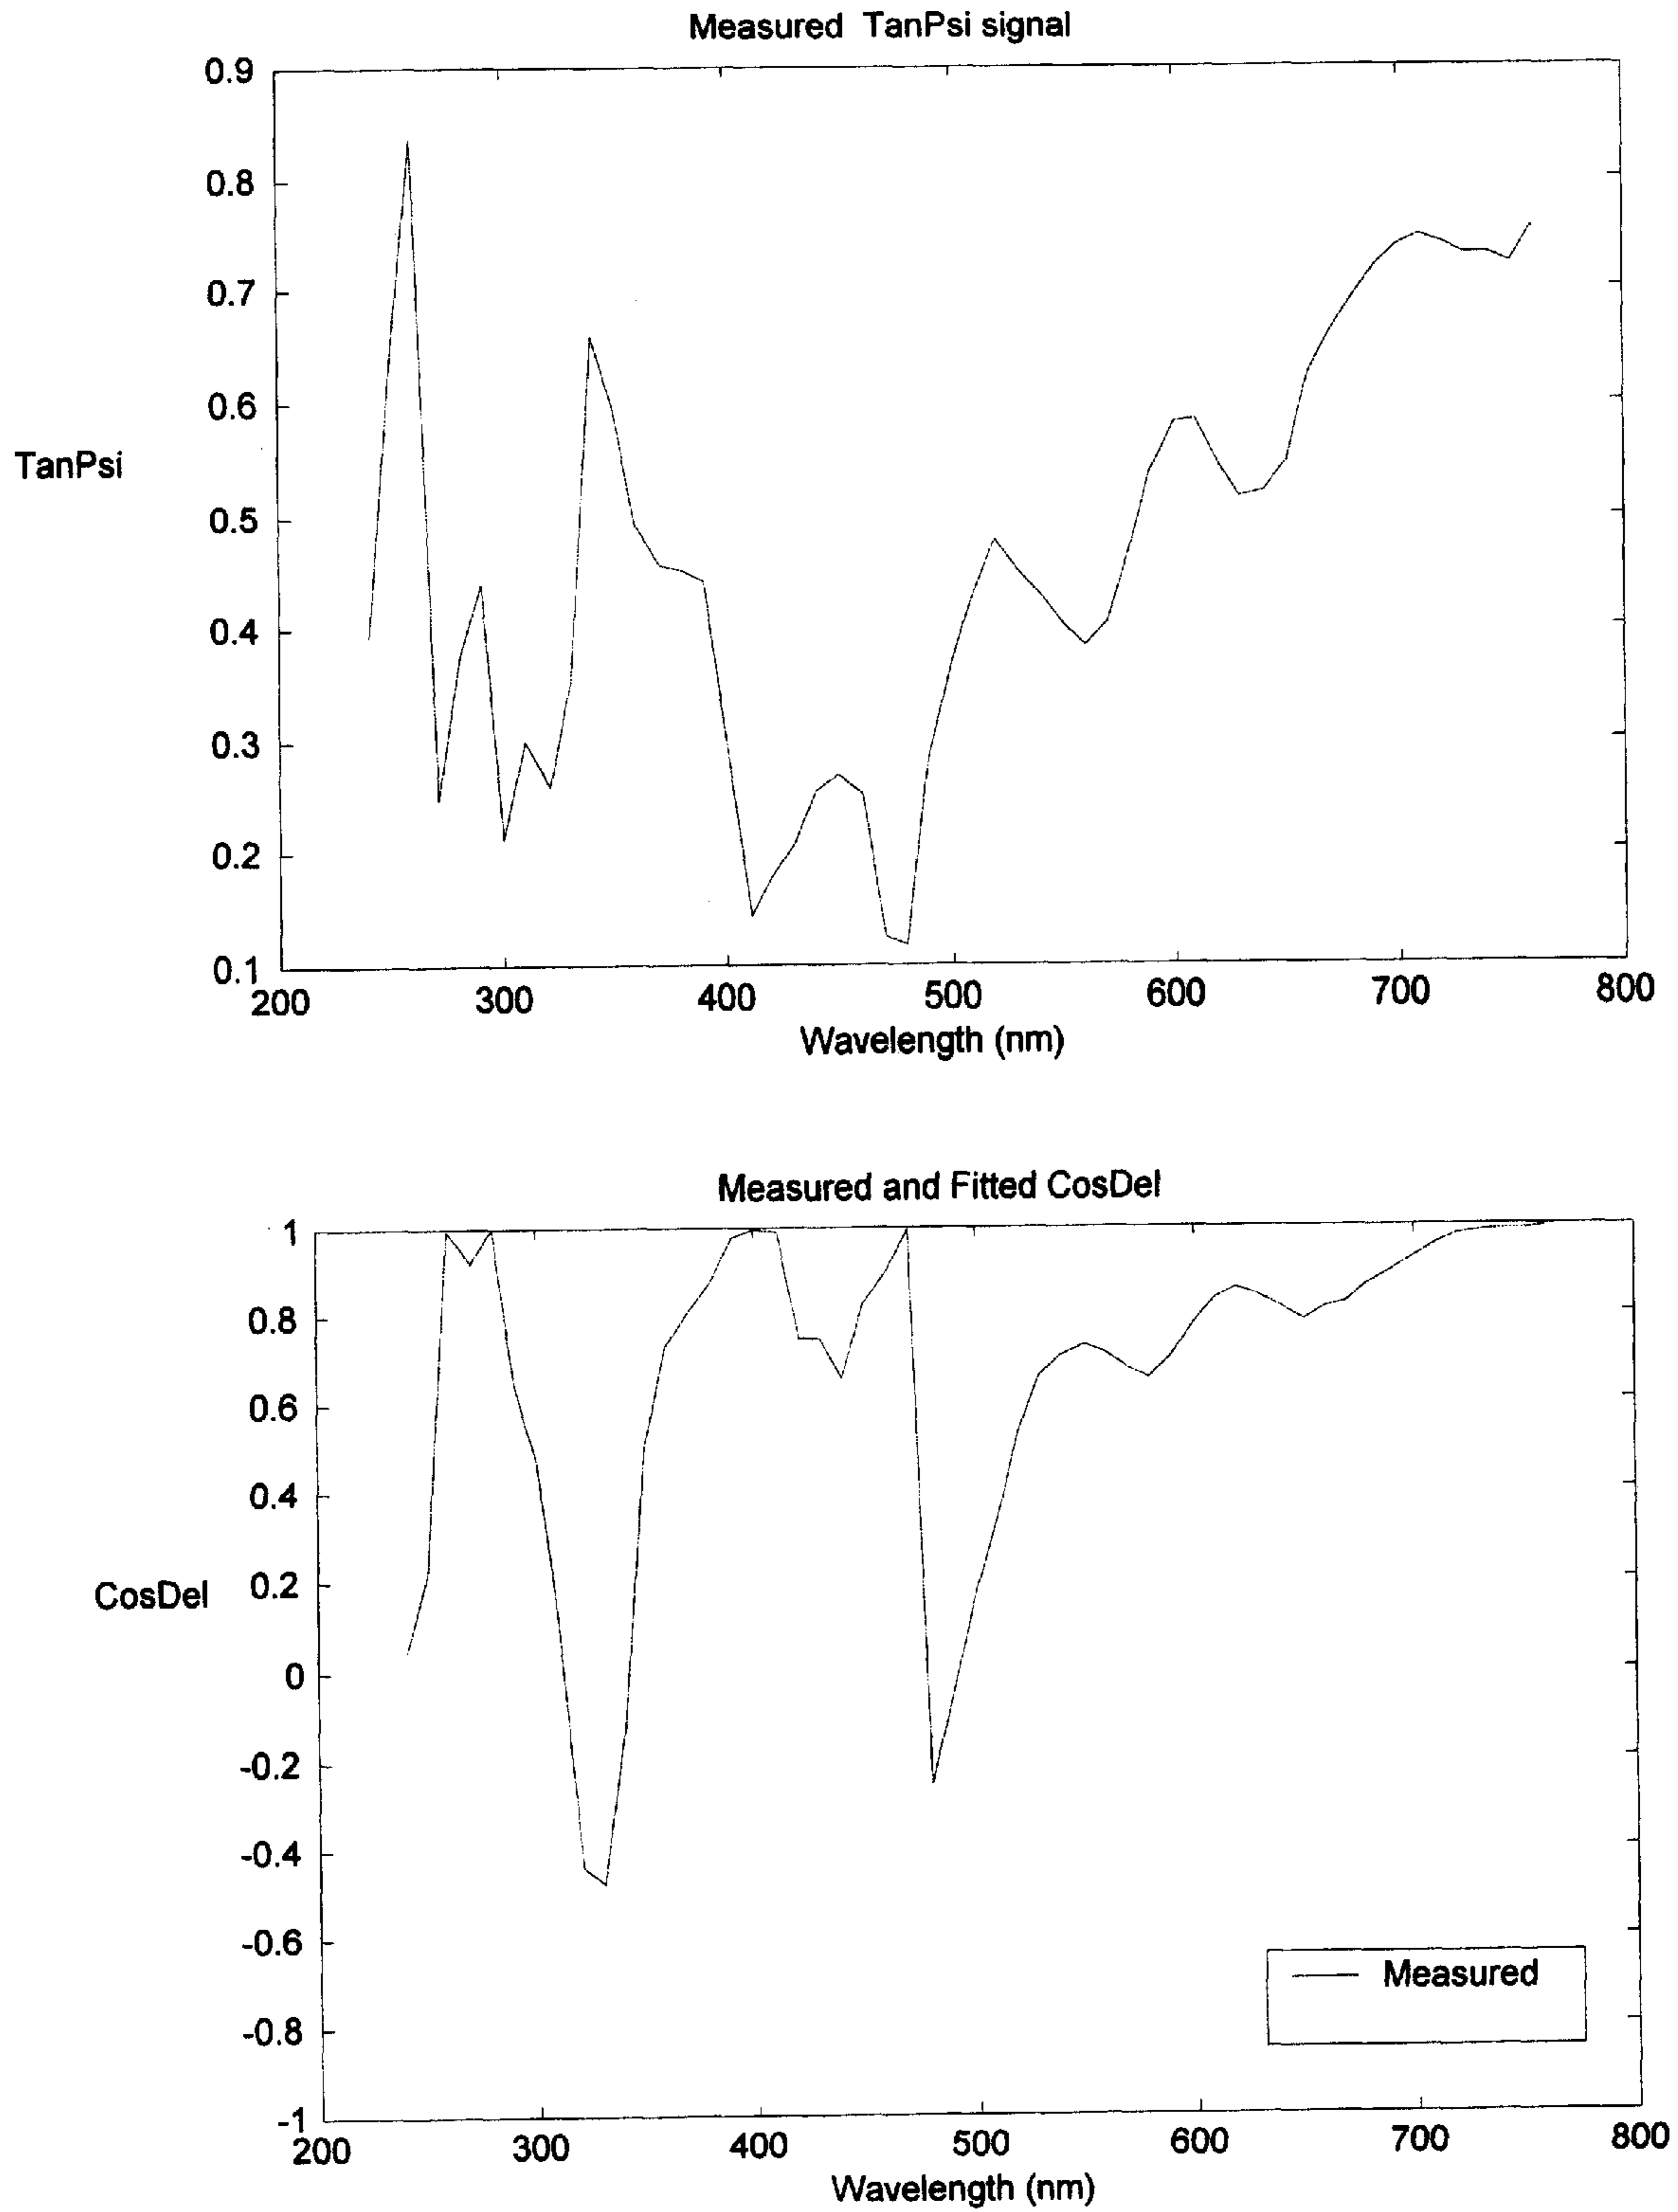 Measured TanPsi signal
0.9
0.8
0.7
0.6
TanPsi
0.5
0.4
0.3
0.2
0.1
200 300 400 500 600 700 800
Wavelength (nm)
Measured and Fitted CosDel
1
0.8
0.6
0.4
CosDel
0.2
0
-0.2
-0.4
-0.6
Measured
-0.8
-1
200 300 400 500 600 700 800
Wavelength (nm)